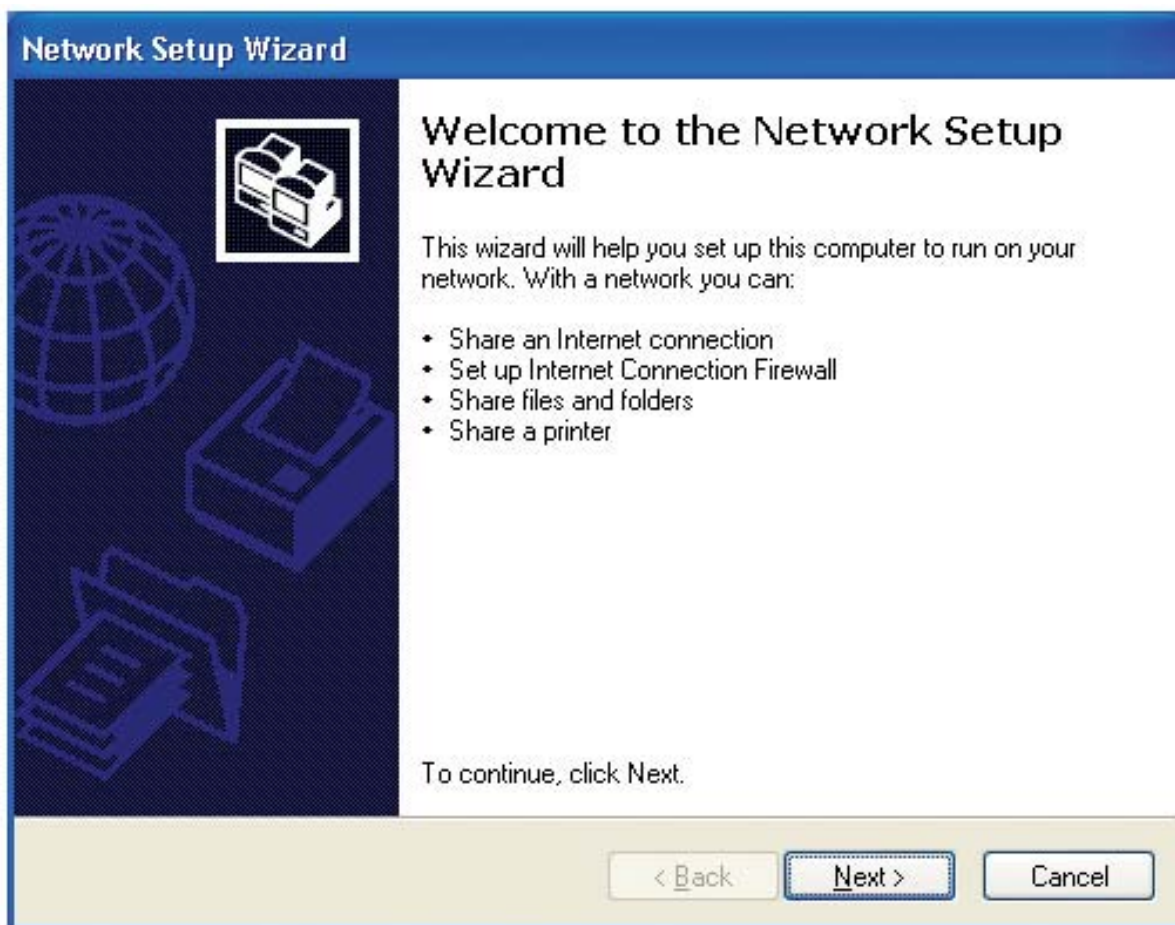 Network Setup Wizard
Welcome to the Network Setup
Wizard
This wizard will help you set up this computer to run on your
network. With a network you can:
• Share an Internet connection
• Set up Internet Connection Firewall
• Share files and folders
• Share a printer
To continue, click Next.
< Back
Next >
Cancel